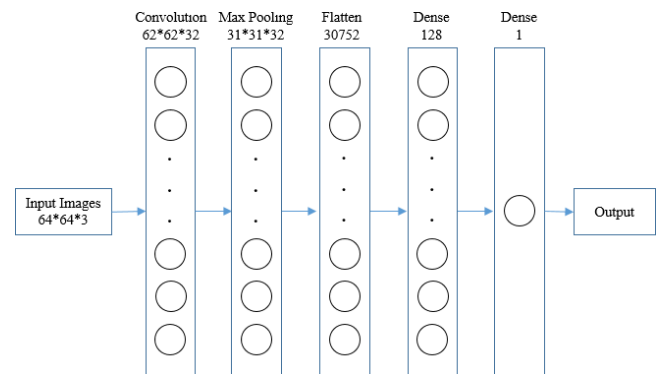 Convolution
62*62*32
Max Pooling
31*31*32
Flatten
30752
Dense
128
Dense
1
Input Images
64*64*3
Output